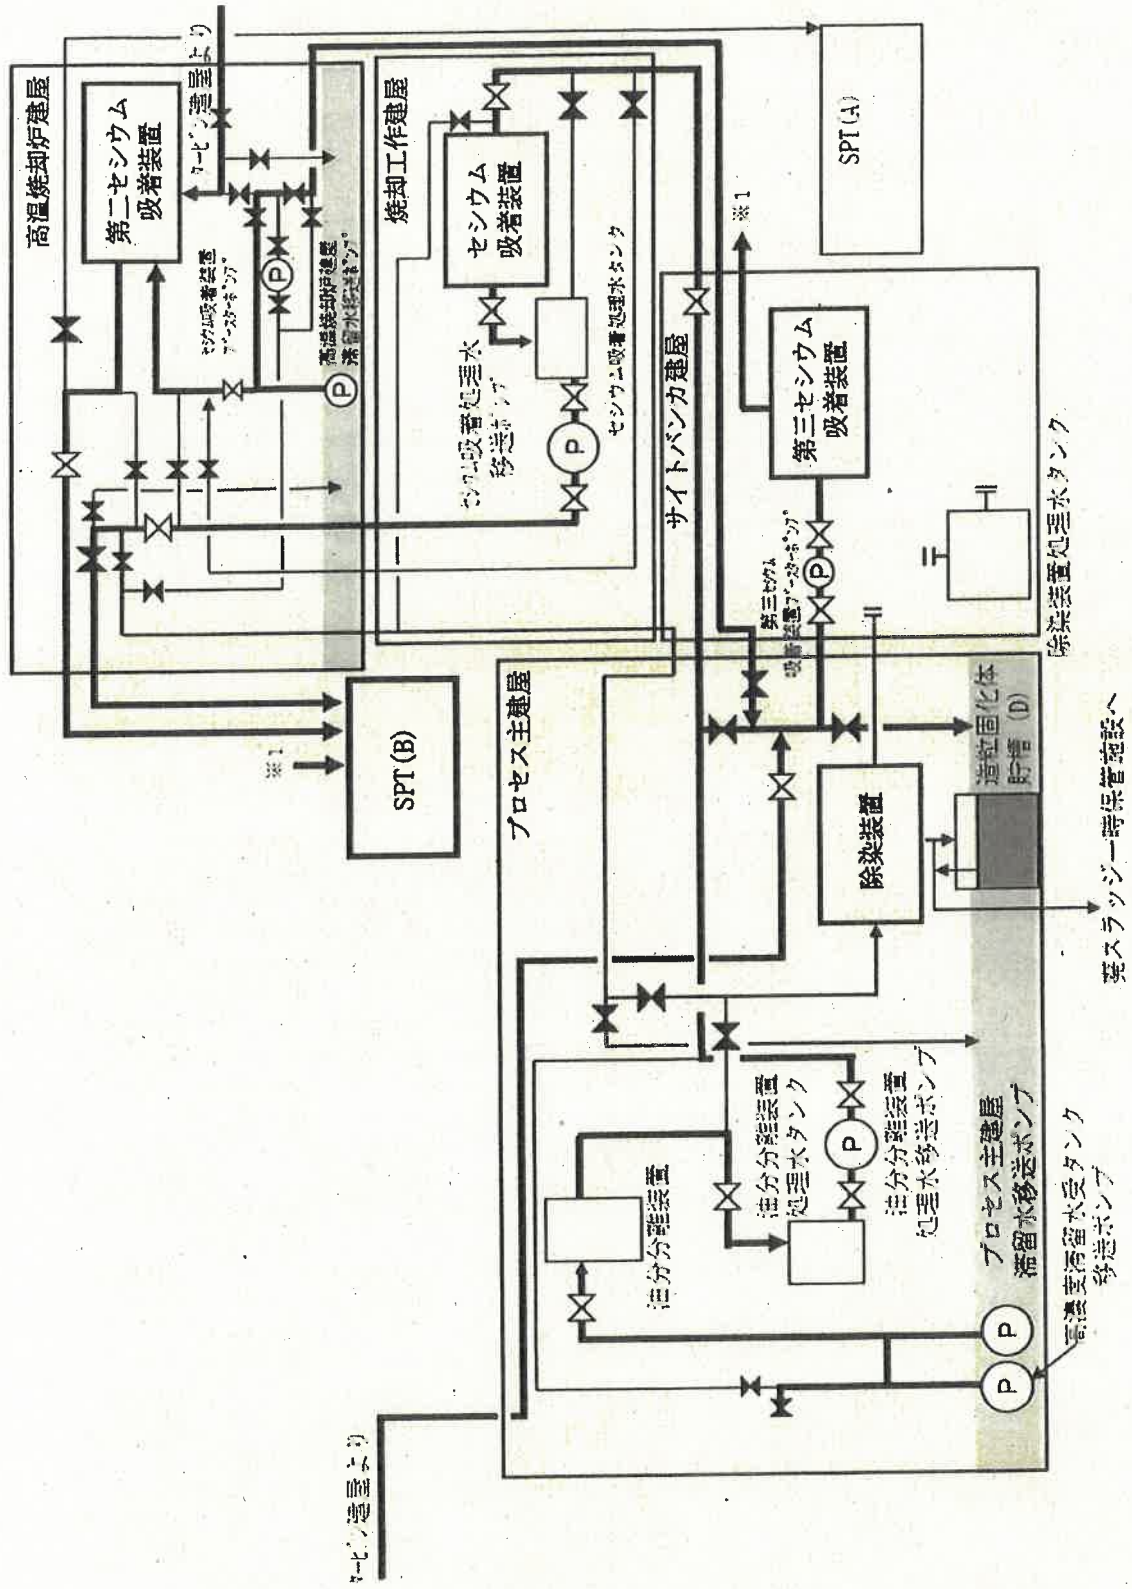 高温焼却炉建屋
第二セシウム
吸着装置
タービン建屋より
セシウム吸着装置
ブースターポンプ
P
高温焼却炉建屋
滞留水移送ポンプ
P
SPT(B)
※1
焼却工作建屋
セシウム
吸着装置
セシウム吸着処理水
移送ポンプ
P
セシウム吸着処理水タンク
SPT(A)
サイトバンカ建屋
※1
第三セシウム
吸着装置
第三セシウム
吸着装置ブースターポンプ
P
除染装置処理水タンク
プロセス主建屋
除染装置
造粒固化体
貯槽 (D)
廃スラッジ一時保管施設へ
油分分離装置
油分分離装置
処理水タンク
油分分離装置
処理水移送ポンプ
P
プロセス主建屋
滞留水移送ポンプ
P
P
高濃度滞留水受タンク
移送ポンプ
タービン建屋より